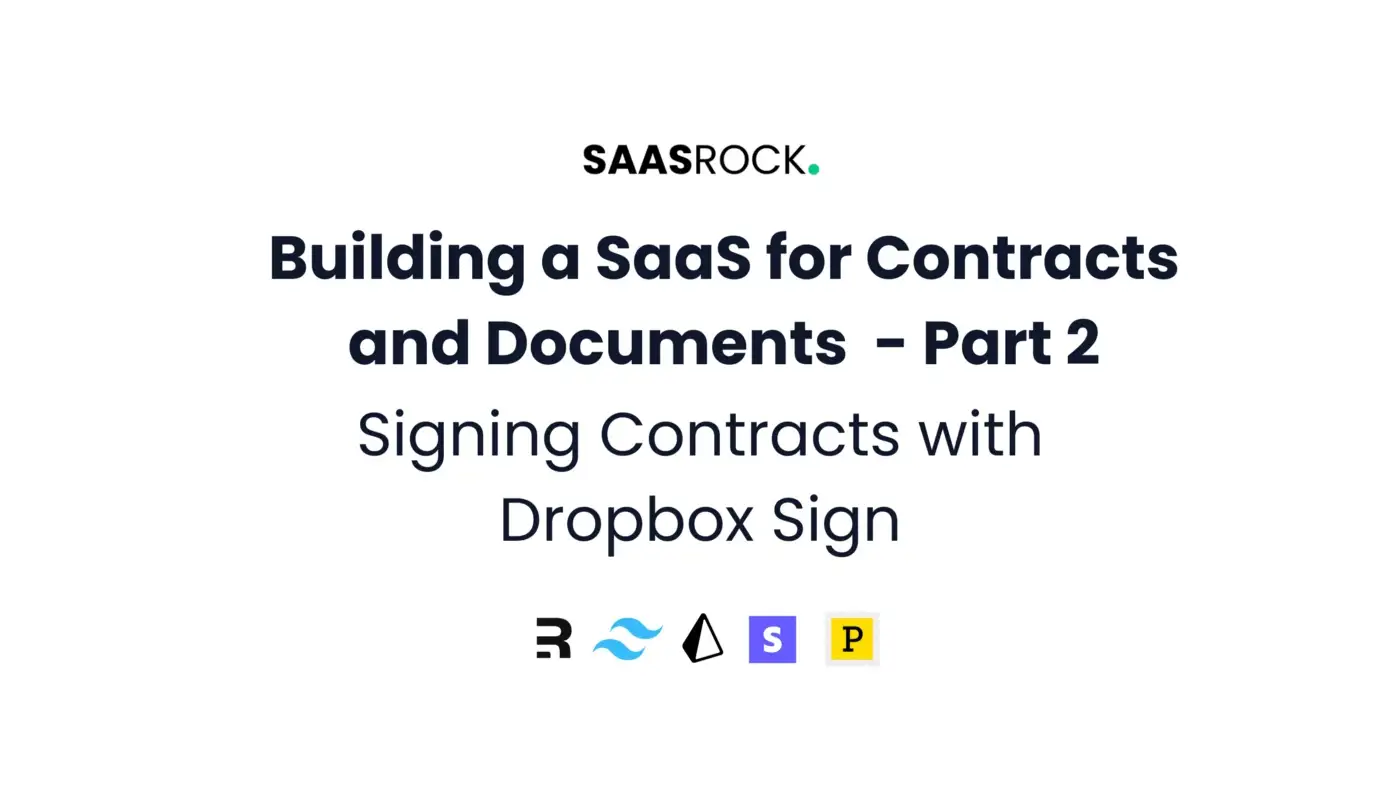 SAASROCK.
Building a SaaS for Contracts
and Documents - Part 2
Signing Contracts with
Dropbox Sign
R S P